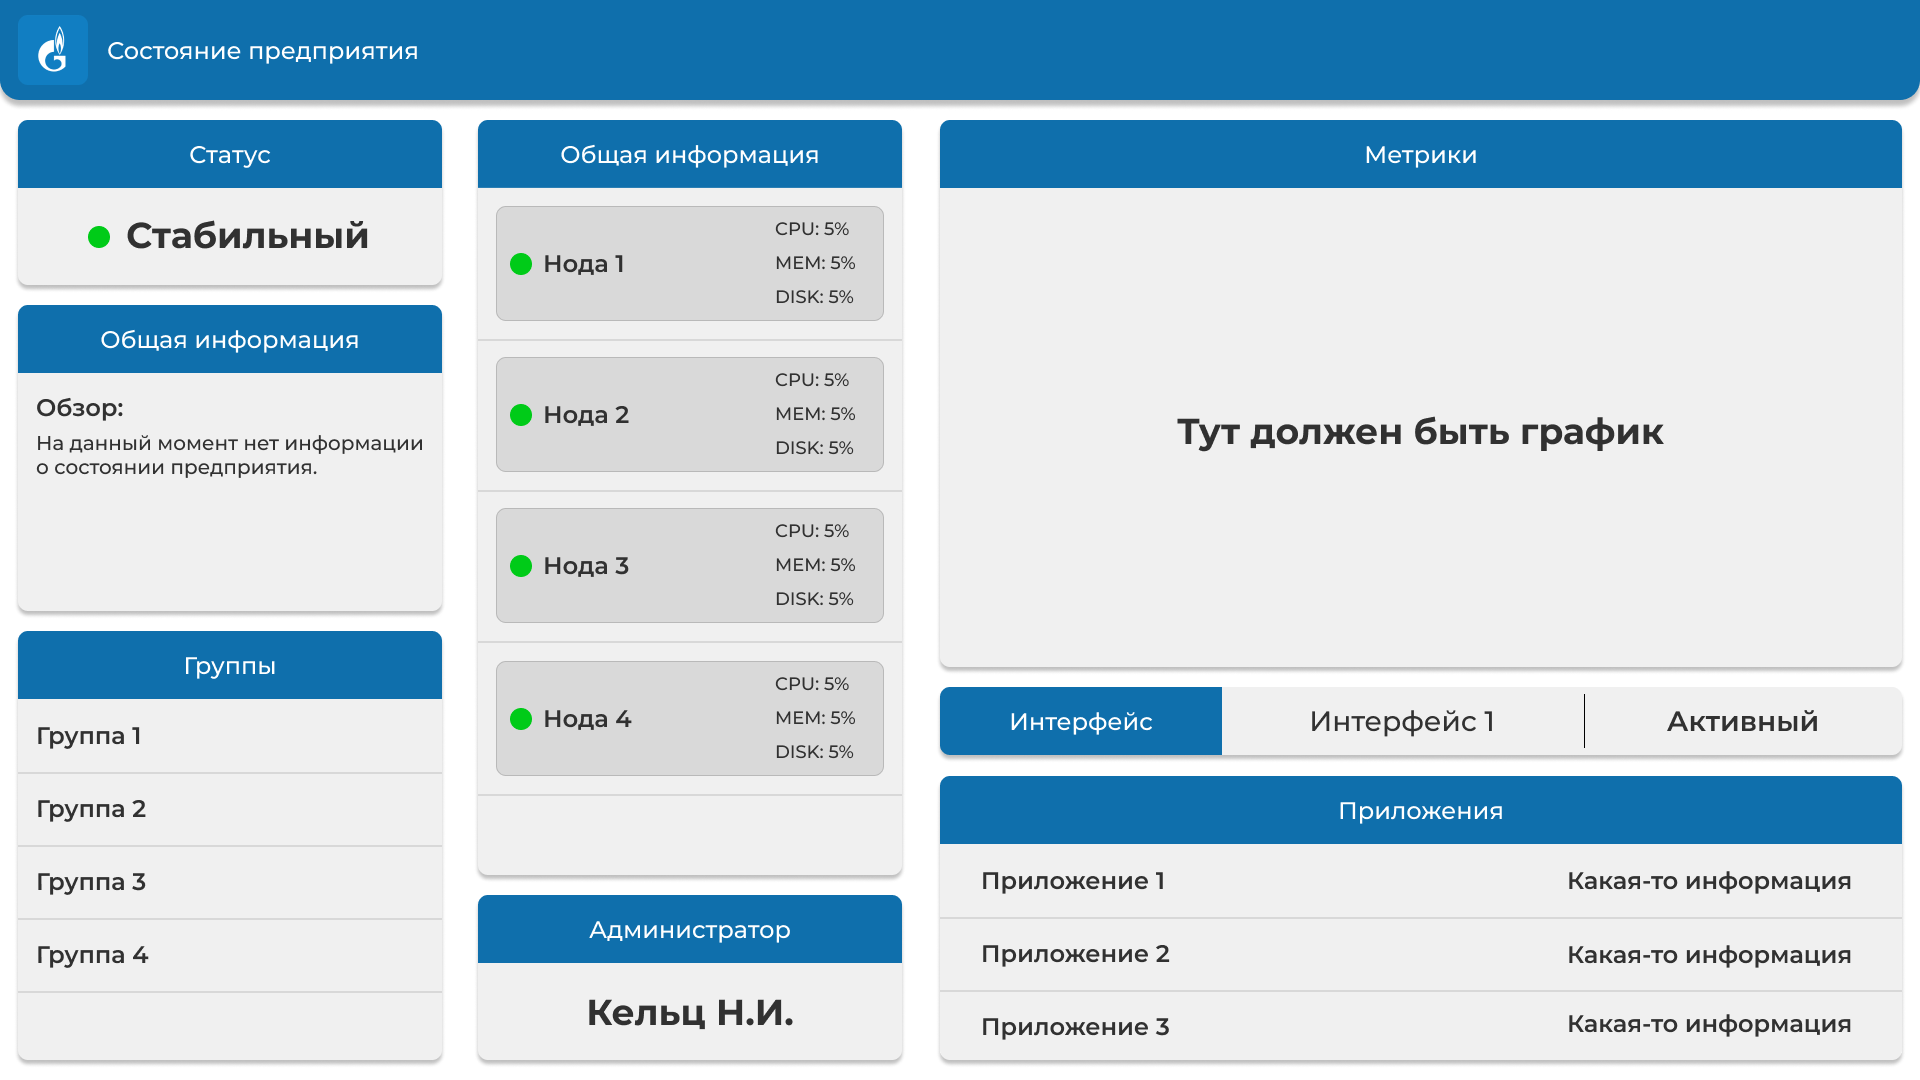 Состояние предприятия
Статус
Стабильный
Общая информация
Обзор:
На данный момент нет информации
о состоянии предприятия.
Группы
Группа 1
Группа 2
Группа 3
Группа 4
Общая информация
Нода 1
CPU: 5%
MEM: 5%
DISK: 5%
Нода 2
CPU: 5%
MEM: 5%
DISK: 5%
Нода 3
CPU: 5%
MEM: 5%
DISK: 5%
Нода 4
CPU: 5%
MEM: 5%
DISK: 5%
Администратор
Кельц Н.И.
Метрики
Тут должен быть график
Интерфейс
Интерфейс 1
Активный
Приложения
Приложение 1
Какая-то информация
Приложение 2
Какая-то информация
Приложение 3
Какая-то информация